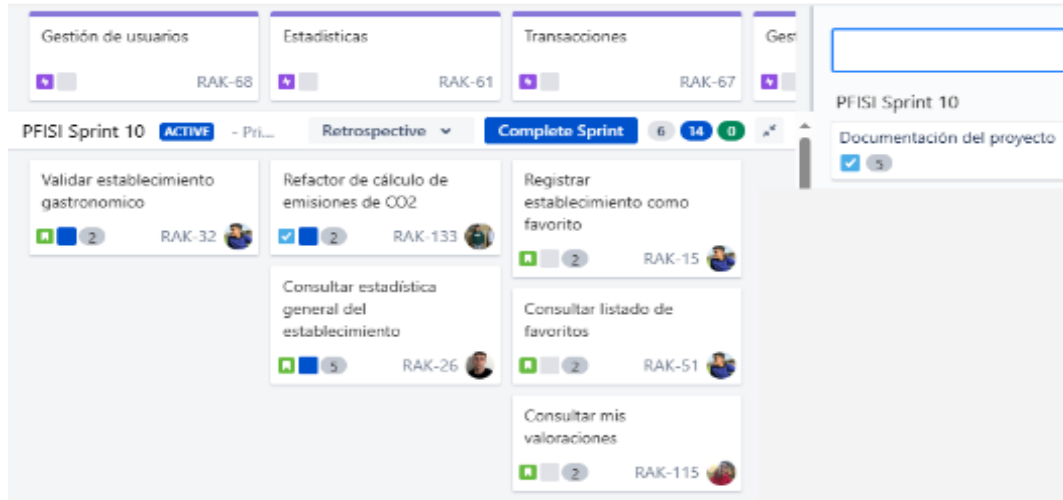 Gestión de usuarios
RAK-68
Estadisticas
RAK-61
Transacciones
RAK-67
Gest
PFISI Sprint 10 ACTIVE - Pri... Retrospective Complete Sprint 6 14 0
Validar establecimiento
gastronomico
2 RAK-32
Refactor de cálculo de
emisiones de CO2
2 RAK-133
Consultar estadística
general del
establecimiento
5 RAK-26
Registrar
establecimiento como
favorito
2 RAK-15
Consultar listado de
favoritos
2 RAK-51
Consultar mis
valoraciones
2 RAK-115
PFISI Sprint 10
Documentación del proyecto
5